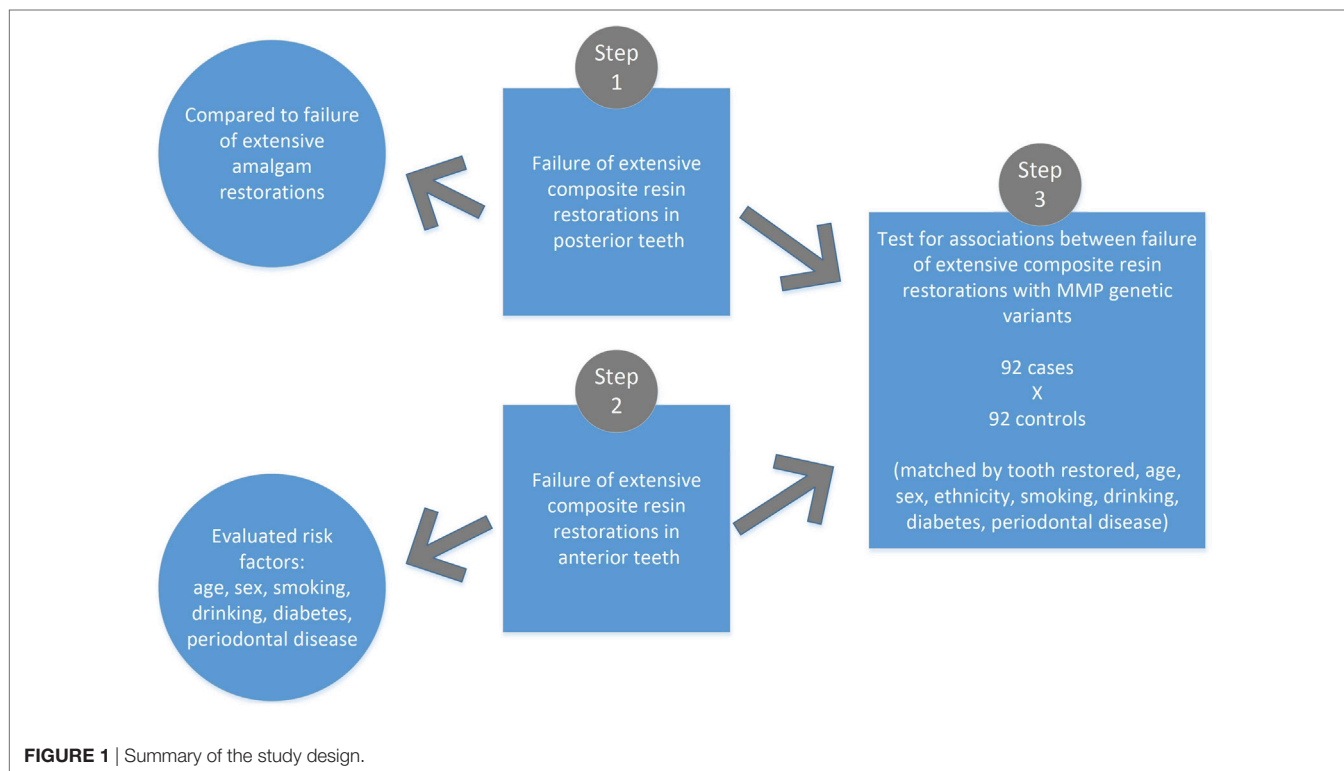 Compared to failure
of extensive
amalgam
restorations
Step
1
Failure of extensive
composite resin
restorations in
posterior teeth
Evaluated risk
factors:
age, sex, smoking,
drinking, diabetes,
periodontal disease
Step
2
Failure of extensive
composite resin
restorations in
anterior teeth
Step
3
Test for associations between failure
of extensive composite resin
restorations with MMP genetic
variants
92 cases
X
92 controls
(matched by tooth restored, age,
sex, ethnicity, smoking, drinking,
diabetes, periodontal disease)
FIGURE 1 | Summary of the study design.